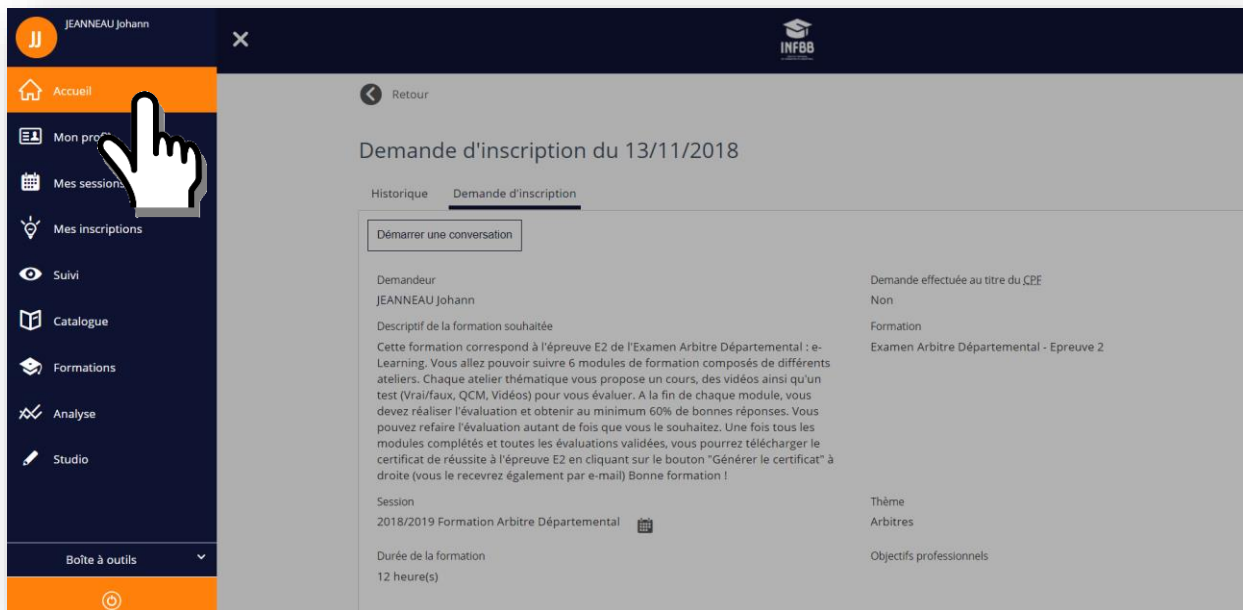 JJ
JEANNEAU Johann
INFBB
Accueil
Mes sessions
Mes inscriptions
Suivi
Catalogue
Formations
Analyse
Studio
Boîte à outils
Retour
Demande d'inscription du 13/11/2018
Historique Demande d'inscription
Démarrer une conversation
Demandeur
JEANNEAU Johann
Demande effectuée au titre du CPF
Non
Descriptif de la formation souhaitée
Cette formation correspond à l'épreuve E2 de l'Examen Arbitre Départemental : e-
Learning. Vous allez pouvoir suivre 6 modules de formation composés de différents
ateliers. Chaque atelier thématique vous propose un cours, des vidéos ainsi qu'un
test (Vrai/faux, QCM, Vidéos) pour vous évaluer. A la fin de chaque module, vous
devez réaliser l'évaluation et obtenir au minimum 60% de bonnes réponses. Vous
pouvez refaire l'évaluation autant de fois que vous le souhaitez. Une fois tous les
modules complétés et toutes les évaluations validées, vous pourrez télécharger le
certificat de réussite à l'épreuve E2 en cliquant sur le bouton "Générer le certificat" à
droite (vous le recevrez également par e-mail) Bonne formation !
Formation
Examen Arbitre Départemental - Epreuve 2
Session
2018/2019 Formation Arbitre Départemental
Thème
Arbitres
Durée de la formation
12 heure(s)
Objectifs professionnels